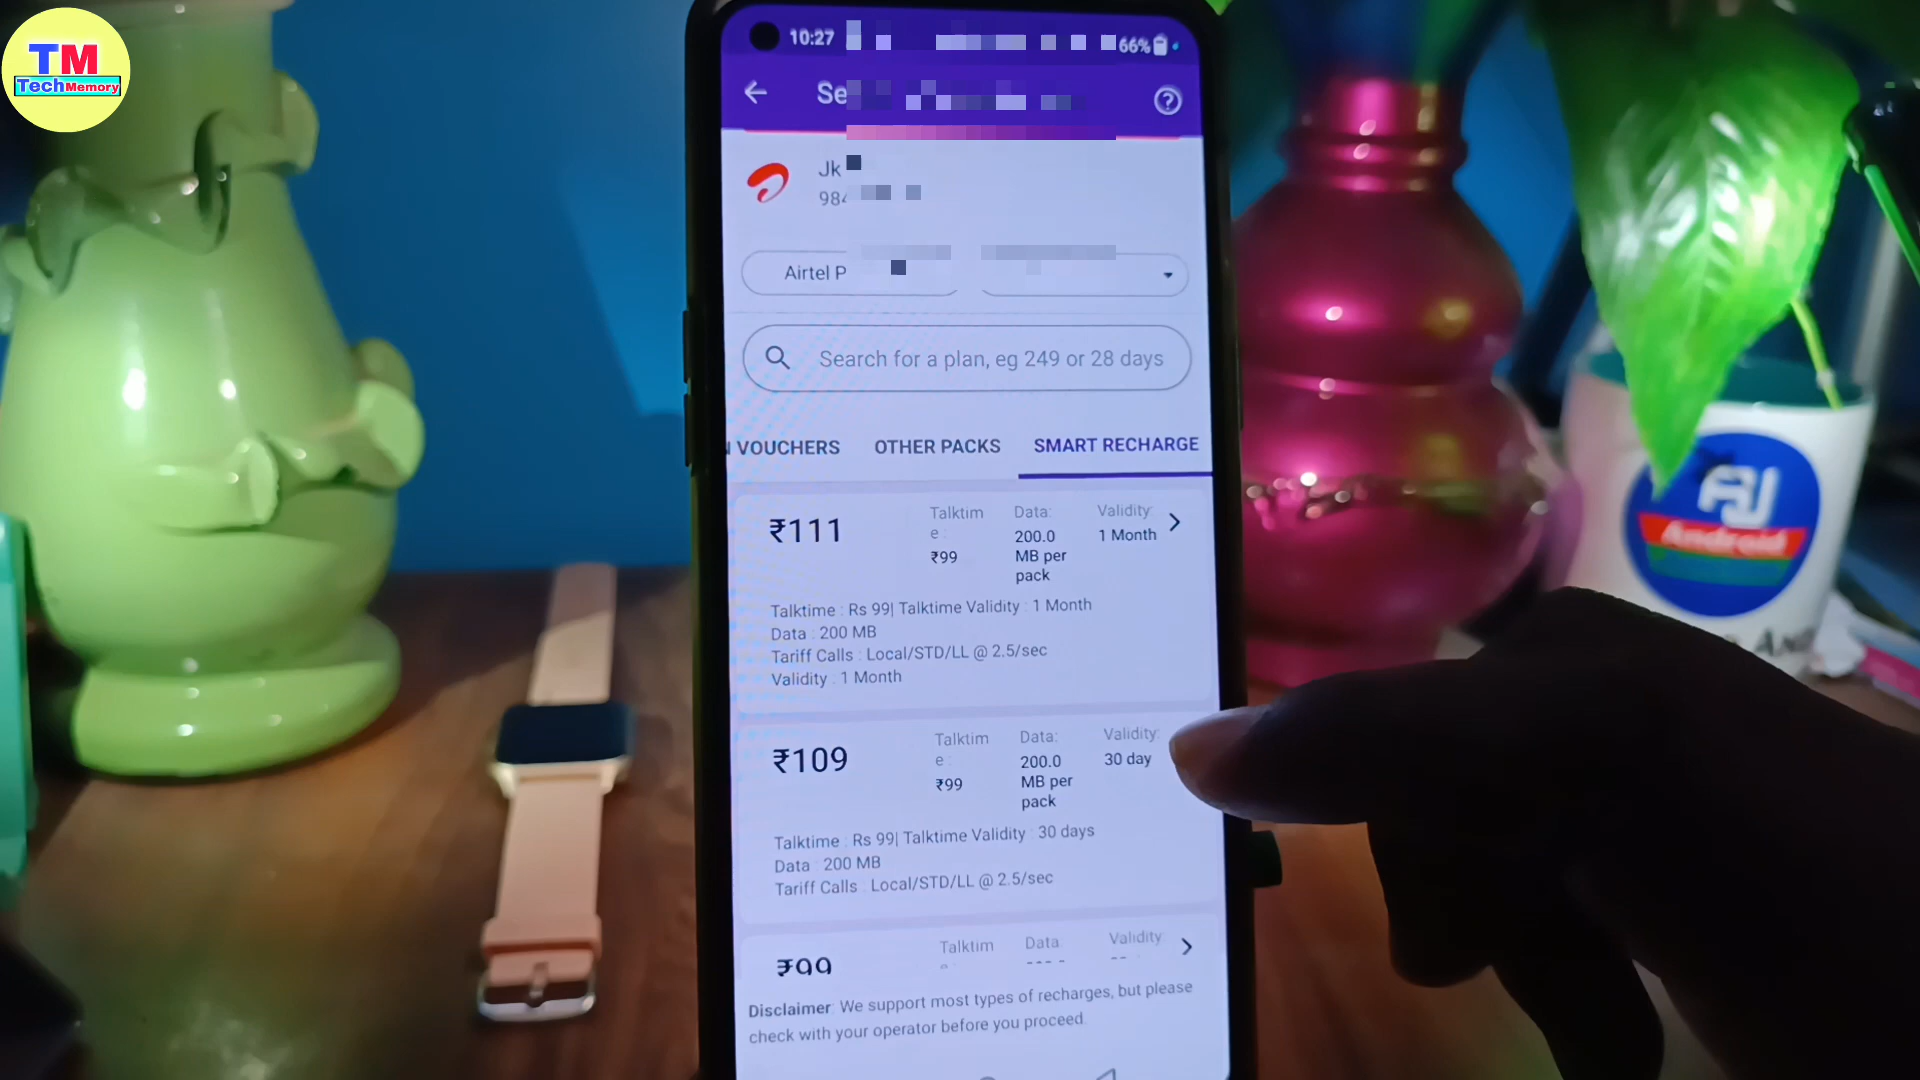 TM
TechMemory
10:27
66%
Se
Jk
984
Airtel P
Search for a plan, eg 249 or 28 days
VOUCHERS OTHER PACKS SMART RECHARGE
₹111
Talktim
e :
₹99
Data:
200.0
MB per
pack
Validity:
1 Month
Talktime : Rs 99| Talktime Validity : 1 Month
Data : 200 MB
Tariff Calls : Local/STD/LL @ 2.5/sec
Validity : 1 Month
₹109
Talktim
e :
₹99
Data:
200.0
MB per
pack
Validity:
30 day
Talktime : Rs 99| Talktime Validity : 30 days
Data : 200 MB
Tariff Calls : Local/STD/LL @ 2.5/sec
₹99
Talktim
Data
Validity:
Disclaimer: We support most types of recharges, but please
check with your operator before you proceed.
Android